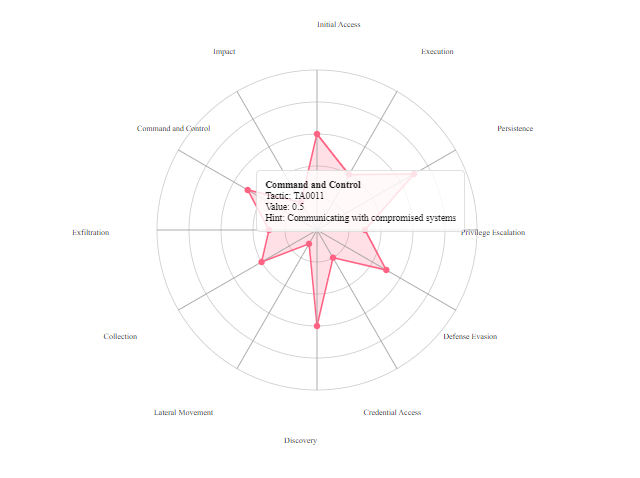 Initial Access
Impact
Execution
Command and Control
Persistence
Command and Control
Tactic: TA0011
Value: 0.5
Hint: Communicating with compromised systems
Exfiltration
Privilege Escalation
Collection
Defense Evasion
Lateral Movement
Credential Access
Discovery